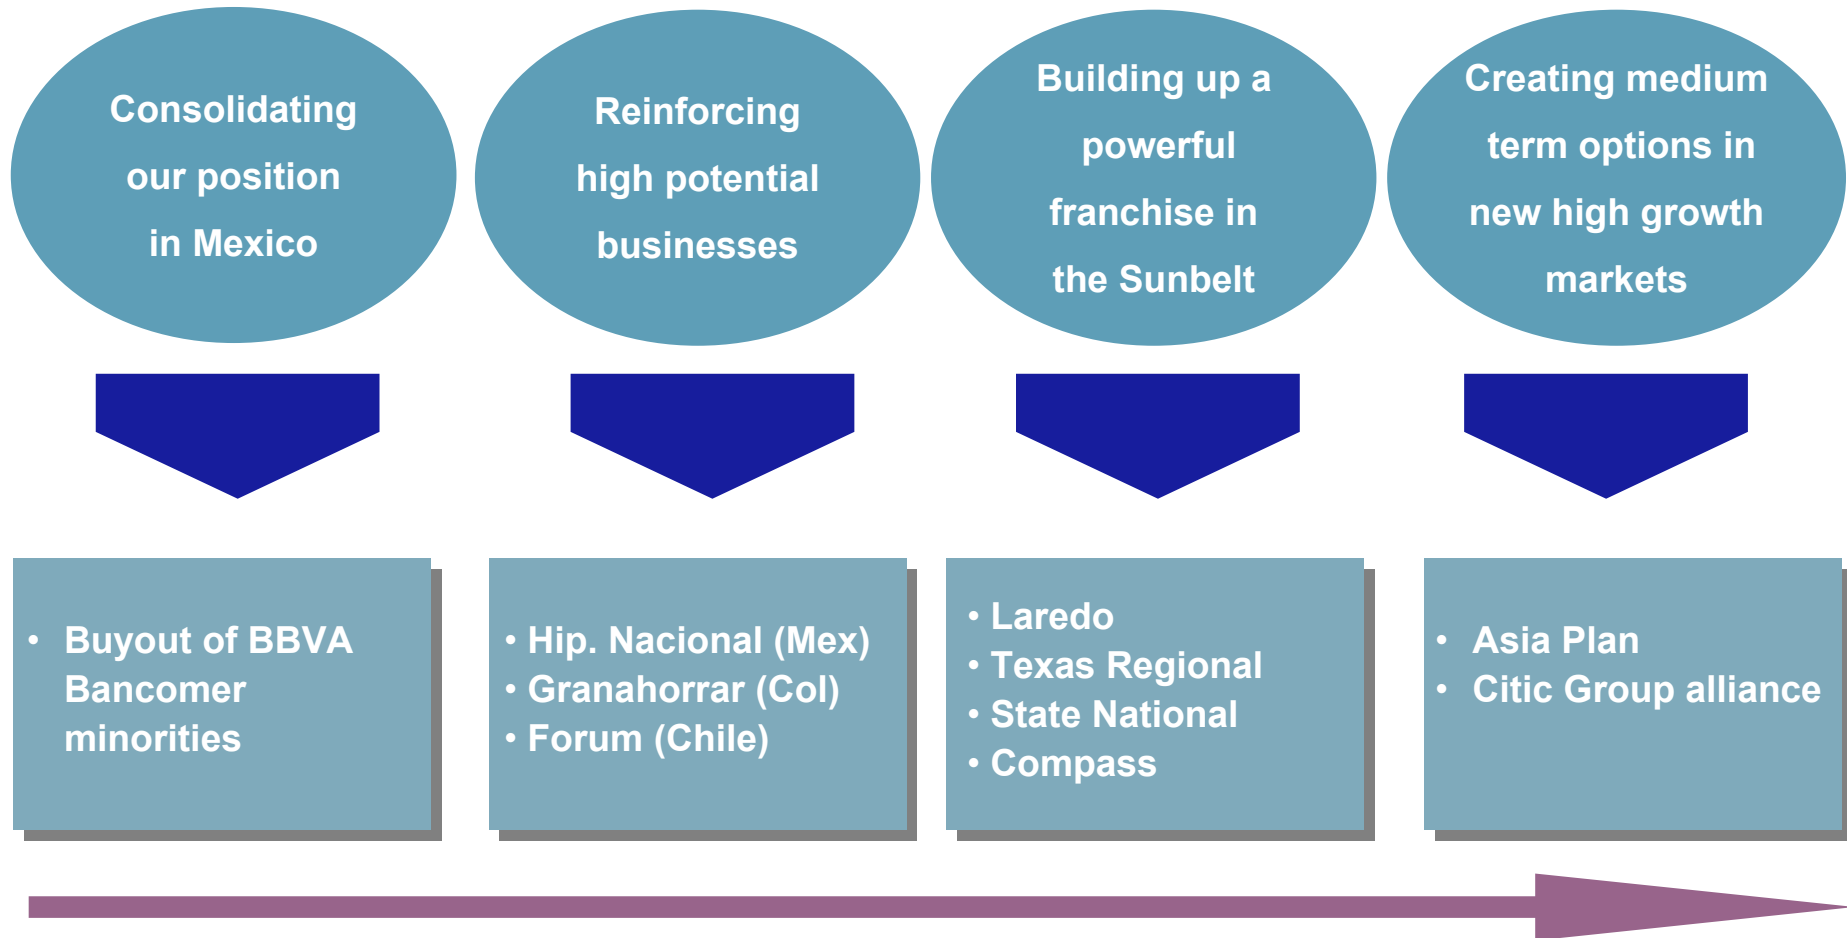 Consolidating
our position
in Mexico
Reinforcing
high potential
businesses
Building up a
powerful
franchise in
the Sunbelt
Creating medium
term options in
new high growth
markets
• Buyout of BBVA
Bancomer
minorities
• Hip. Nacional (Mex)
• Granahorrar (Col)
• Forum (Chile)
• Laredo
• Texas Regional
• State National
• Compass
• Asia Plan
• Citic Group alliance